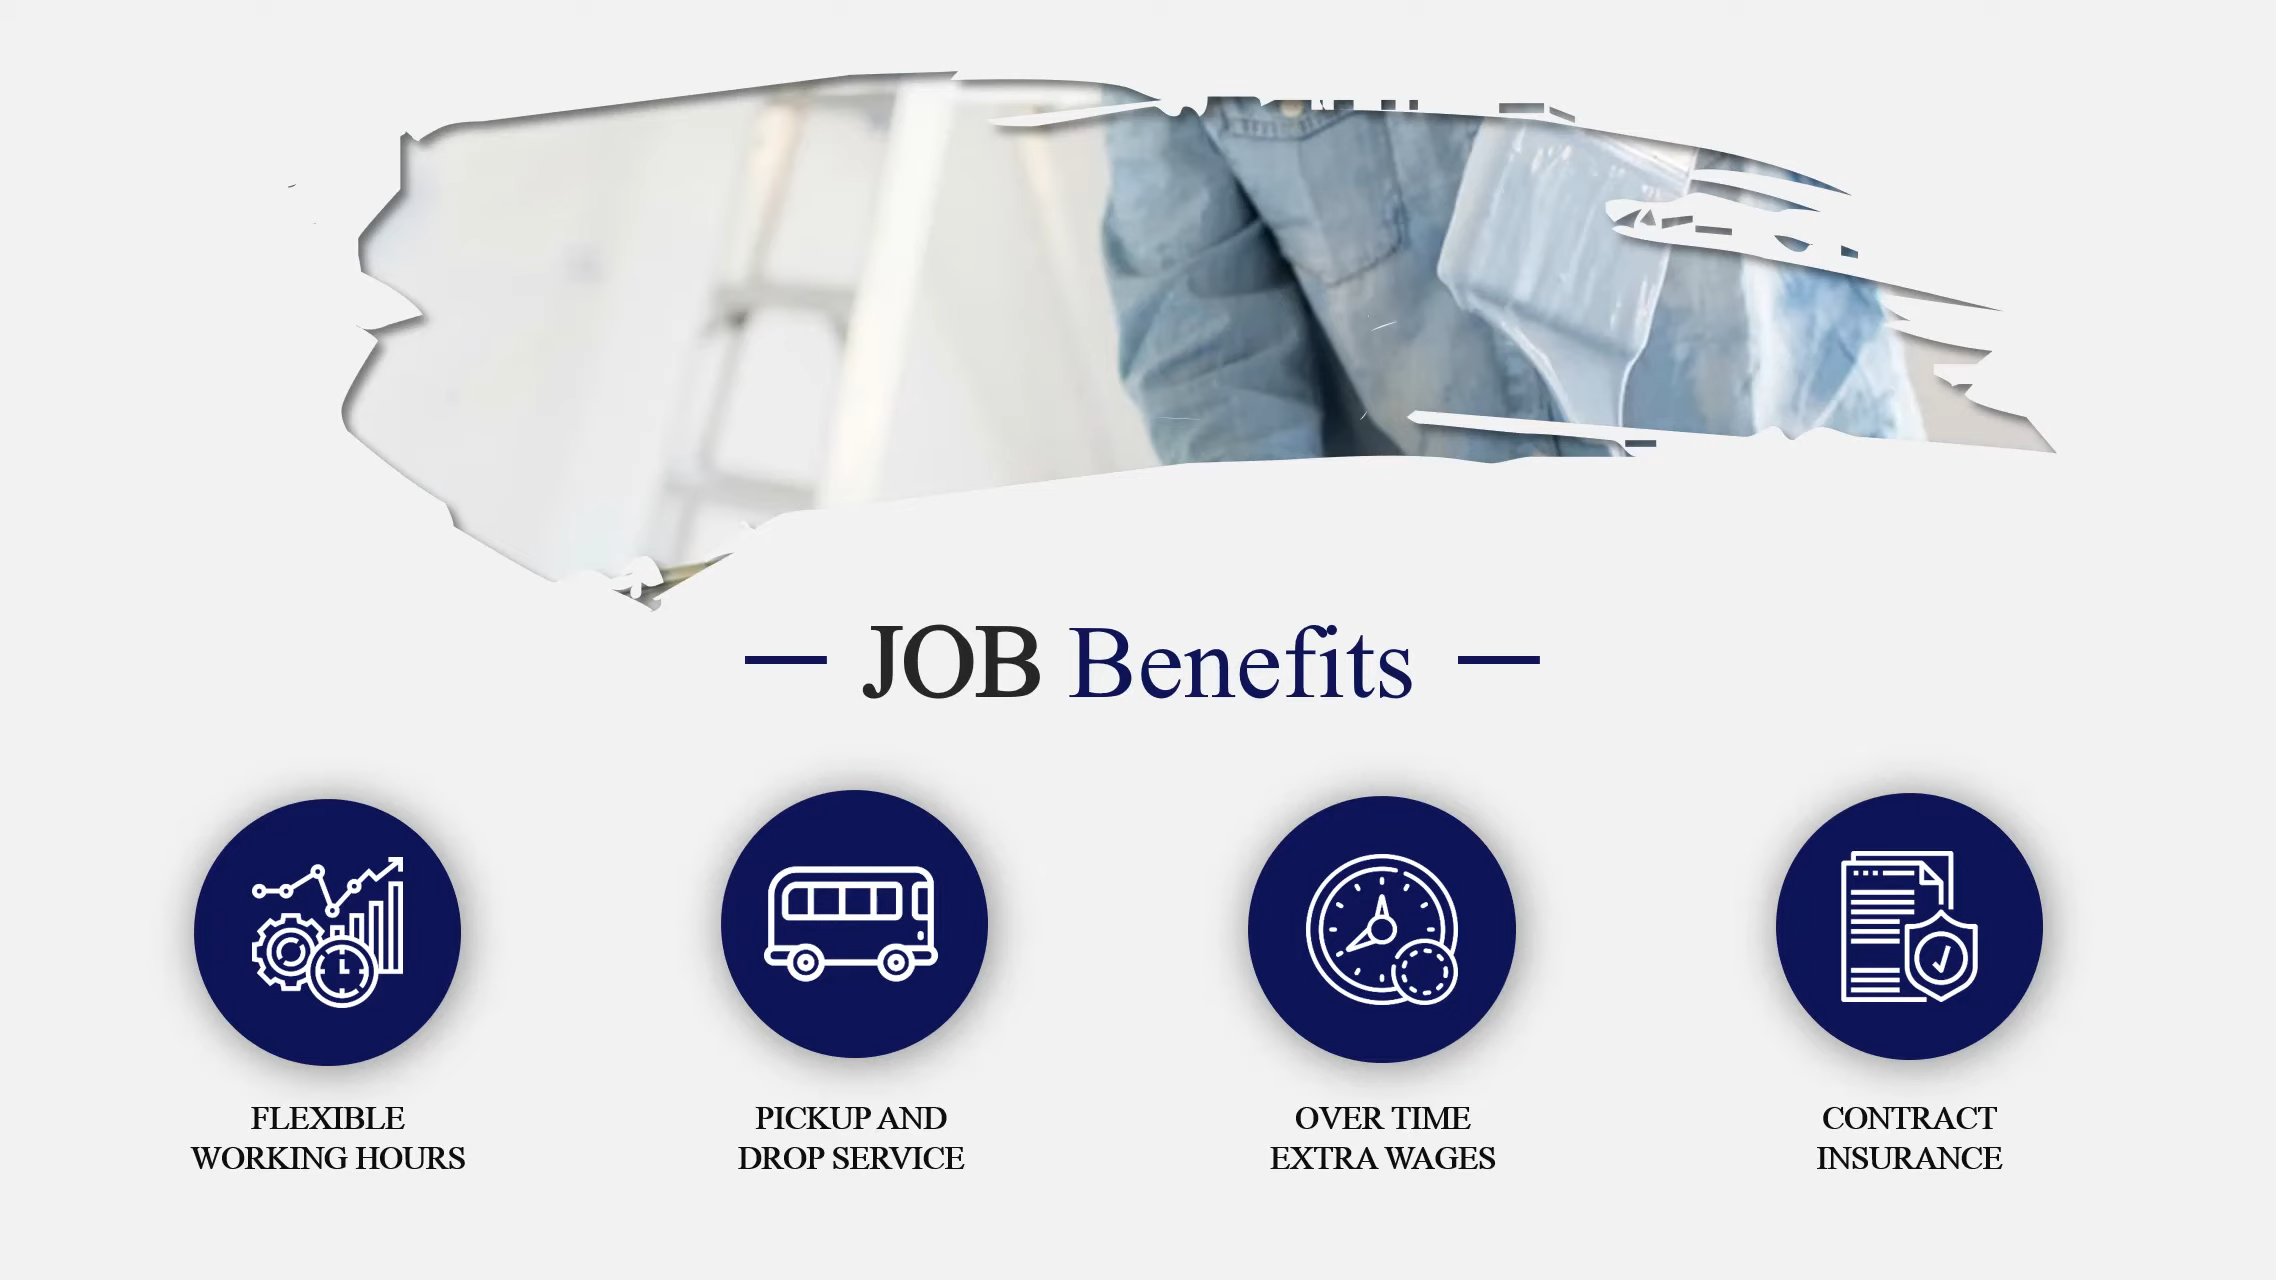 JOB Benefits
FLEXIBLE
WORKING HOURS
PICKUP AND
DROP SERVICE
OVER TIME
EXTRA WAGES
CONTRACT
INSURANCE